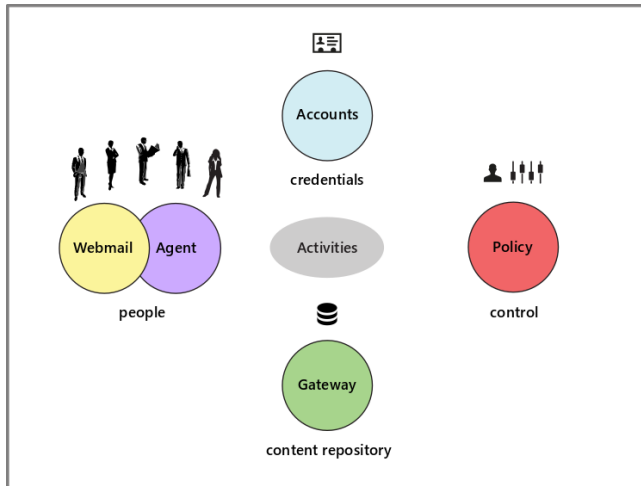 Accounts
credentials
Webmail
Agent
Activities
Policy
people
control
Gateway
content repository